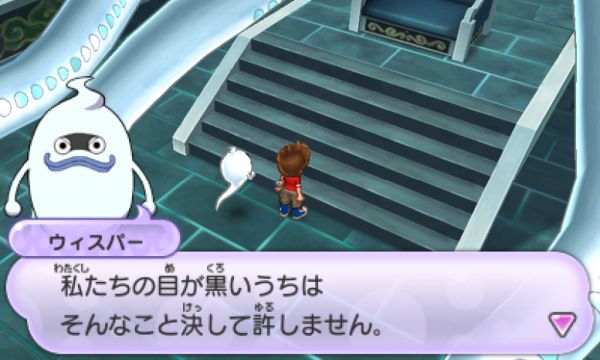 ウィスパー
私たちの目が黒いうちは
そんなこと決して許しません。